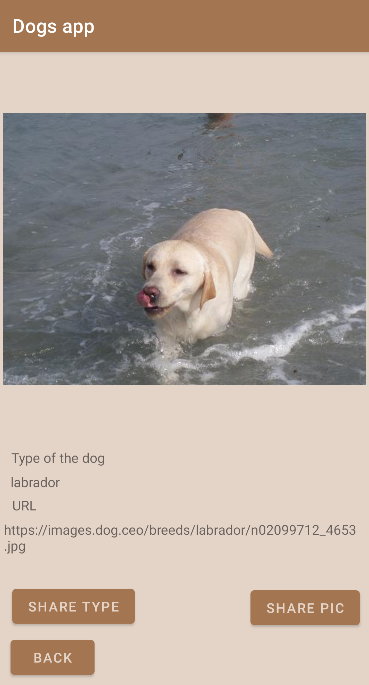 Dogs app
Type of the dog
labrador
URL
https://images.dog.ceo/breeds/labrador/n02099712_4653
.jpg
SHARE TYPE
SHARE PIC
BACK